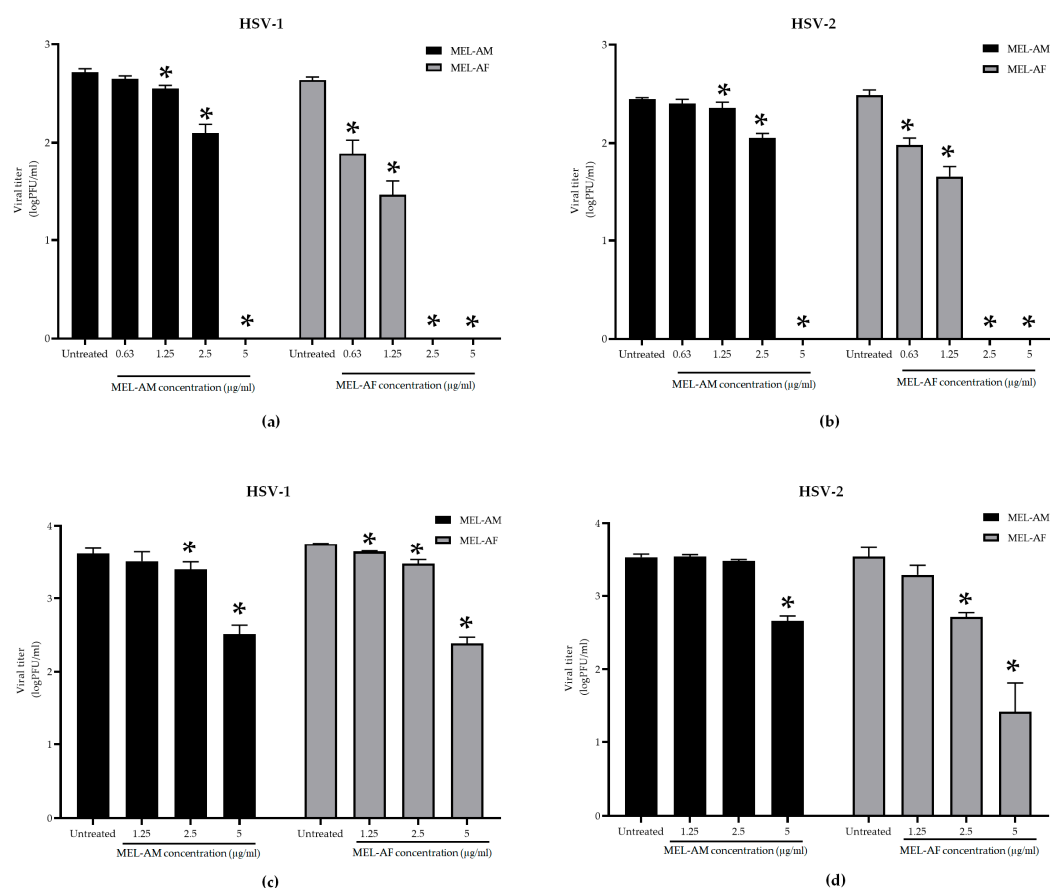 HSV-1
MEL-AM
MEL-AF
3
2
1
0
Viral titer
(logPFU/ml)
*
*
*
*
*
*
*
Untreated 0.63 1.25 2.5 5 Untreated 0.63 1.25 2.5 5
MEL-AM concentration (µg/ml) MEL-AF concentration (µg/ml)
(a)
HSV-2
MEL-AM
MEL-AF
3
2
1
0
Viral titer
(logPFU/ml)
*
*
*
*
*
*
*
Untreated 0.63 1.25 2.5 5 Untreated 0.63 1.25 2.5 5
MEL-AM concentration (µg/ml) MEL-AF concentration (µg/ml)
(b)
HSV-1
MEL-AM
MEL-AF
4
3
2
1
0
Viral titer
(logPFU/ml)
*
*
*
*
*
Untreated 1.25 2.5 5 Untreated 1.25 2.5 5
MEL-AM concentration (µg/ml) MEL-AF concentration (µg/ml)
(c)
HSV-2
MEL-AM
MEL-AF
4
3
2
1
0
Viral titer
(logPFU/ml)
*
*
*
Untreated 1.25 2.5 5 Untreated 1.25 2.5 5
MEL-AM concentration (µg/ml) MEL-AF concentration (µg/ml)
(d)